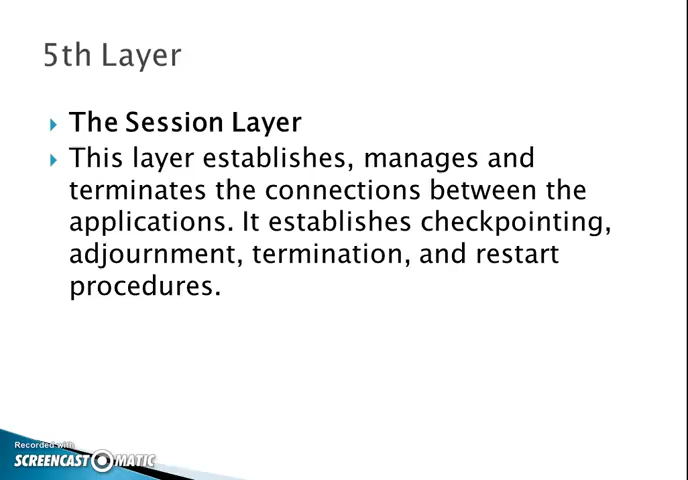 5th Layer
The Session Layer
This layer establishes, manages and
terminates the connections between the
applications. It establishes checkpointing,
adjournment, termination, and restart
procedures.
Recorded with
SCREENCAST MATIC